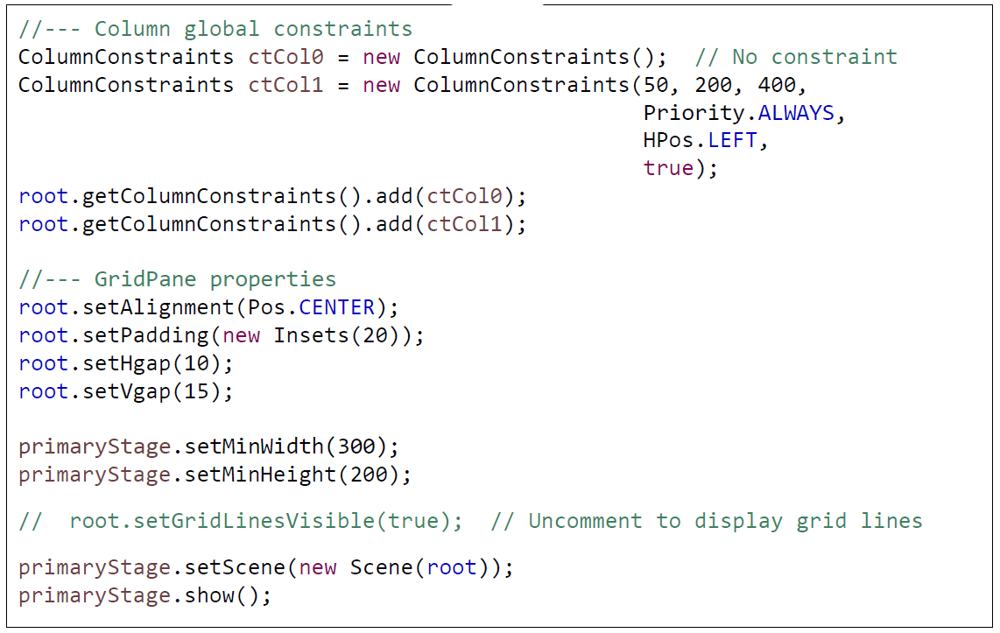 //--- Column global constraints
ColumnConstraints ctCol0 = new ColumnConstraints();  // No constraint
ColumnConstraints ctCol1 = new ColumnConstraints(50, 200, 400,
                                                 Priority.ALWAYS,
                                                 HPos.LEFT,
                                                 true);
root.getColumnConstraints().add(ctCol0);
root.getColumnConstraints().add(ctCol1);
//--- GridPane properties
root.setAlignment(Pos.CENTER);
root.setPadding(new Insets(20));
root.setHgap(10);
root.setVgap(15);
primaryStage.setMinWidth(300);
primaryStage.setMinHeight(200);
//  root.setGridLinesVisible(true);  // Uncomment to display grid lines
primaryStage.setScene(new Scene(root));
primaryStage.show();